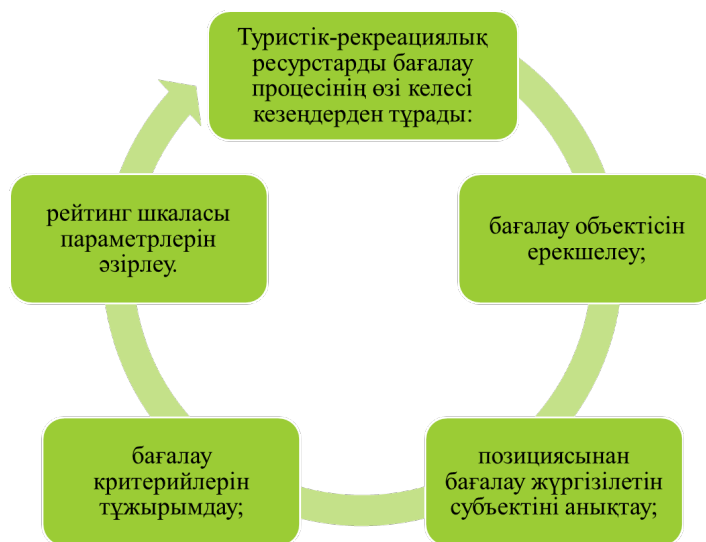 Туристік-рекреациялық
ресурстарды бағалау
процесінің өзі келесі
кезеңдерден тұрады:
бағалау объектісін
ерекшелеу;
позициясынан
бағалау жүргізілетін
субъектіні анықтау;
бағалау
критерийлерін
тұжырымдау;
рейтинг шкаласы
параметрлерін
әзірлеу.